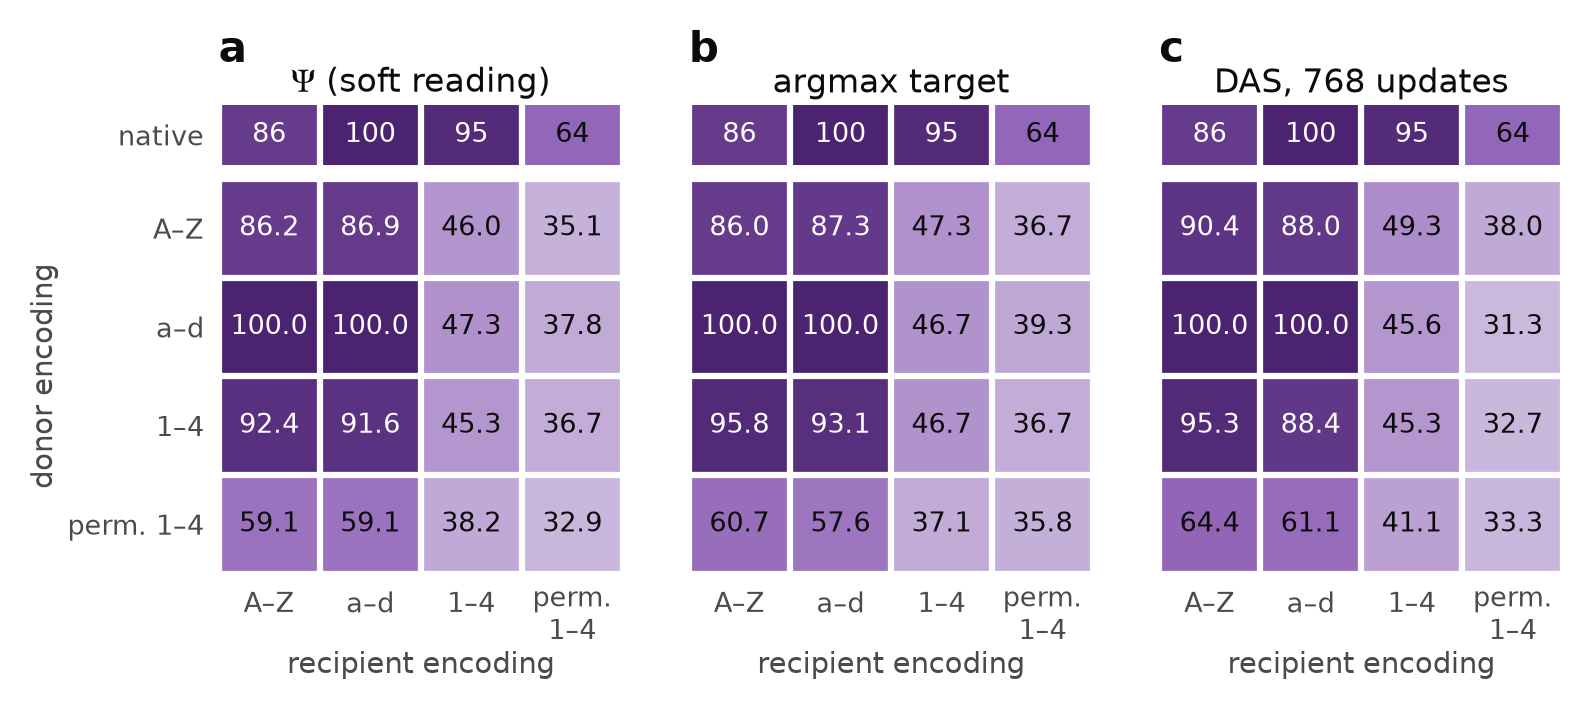 a
Ψ (soft reading)
b
argmax target
c
DAS, 768 updates
native
86 100 95 64
86 100 95 64
86 100 95 64
donor encoding
A–Z
86.2 86.9 46.0 35.1
86.0 87.3 47.3 36.7
90.4 88.0 49.3 38.0
a–d
100.0 100.0 47.3 37.8
100.0 100.0 46.7 39.3
100.0 100.0 45.6 31.3
1–4
92.4 91.6 45.3 36.7
95.8 93.1 46.7 36.7
95.3 88.4 45.3 32.7
perm. 1–4
59.1 59.1 38.2 32.9
60.7 57.6 37.1 35.8
64.4 61.1 41.1 33.3
A–Z a–d 1–4 perm.
1–4
recipient encoding
A–Z a–d 1–4 perm.
1–4
recipient encoding
A–Z a–d 1–4 perm.
1–4
recipient encoding